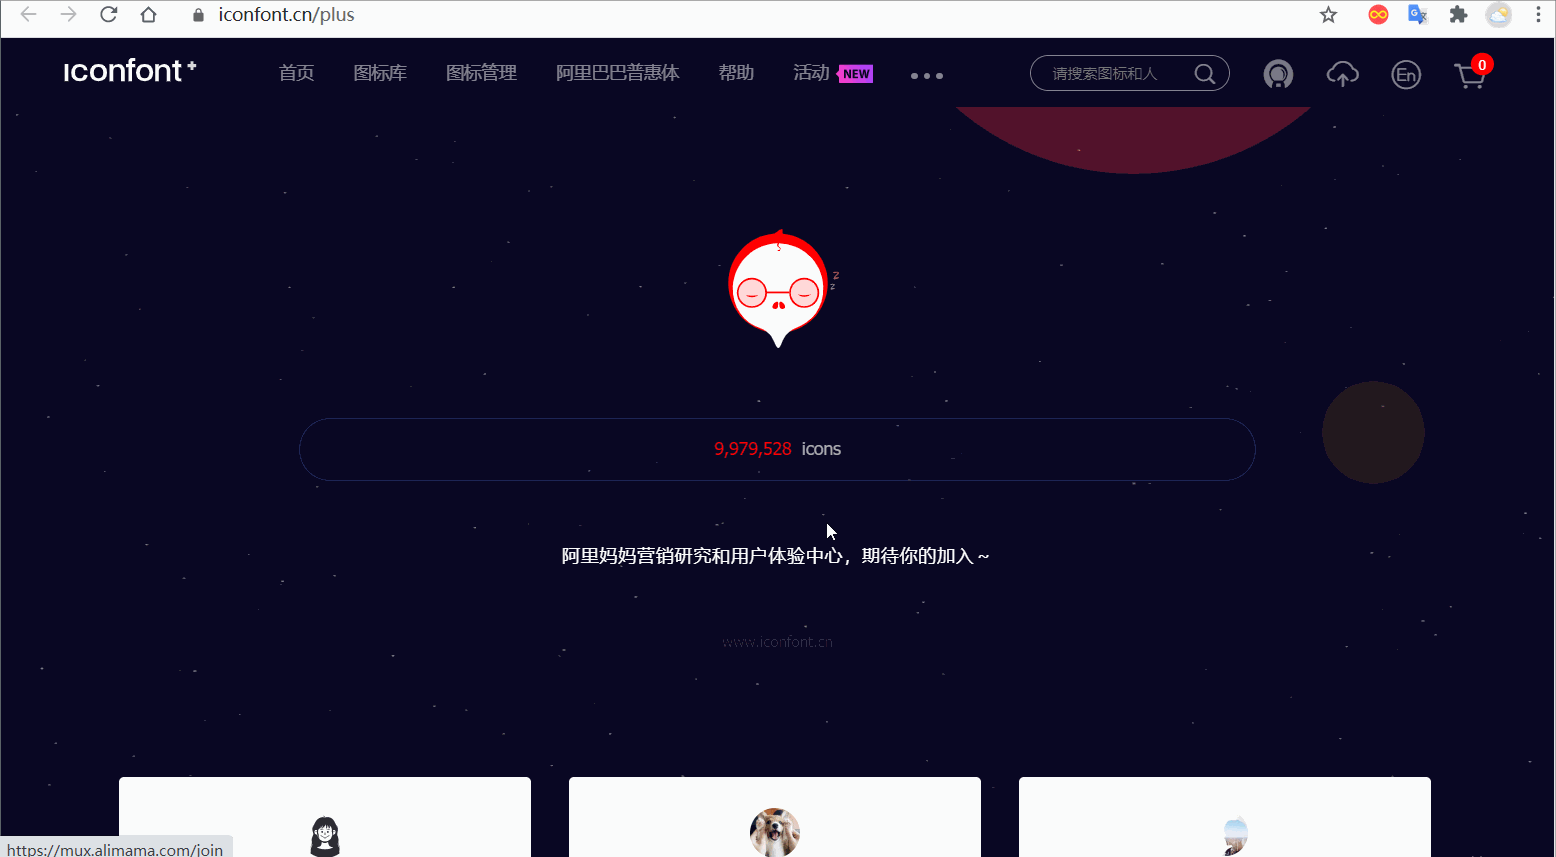 iconfont.cn/plus
ıconfont+ 首页 图标库 图标管理 阿里巴巴普惠体 帮助 活动 NEW ••• 请搜索图标和人 En 0
z
z
9,979,528 icons
阿里妈妈营销研究和用户体验中心，期待你的加入 ~
www.iconfont.cn
https://mux.alimama.com/join